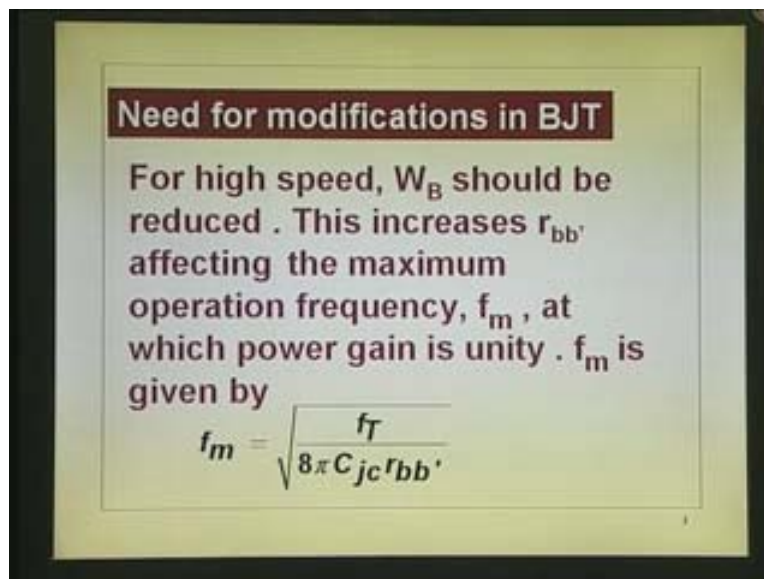 Need for modifications in BJT
For high speed, W_B should be
reduced . This increases r_bb'
affecting the maximum
operation frequency, f_m , at
which power gain is unity . f_m is
given by
f_m = √(f_T / 8πC_jc r_bb')